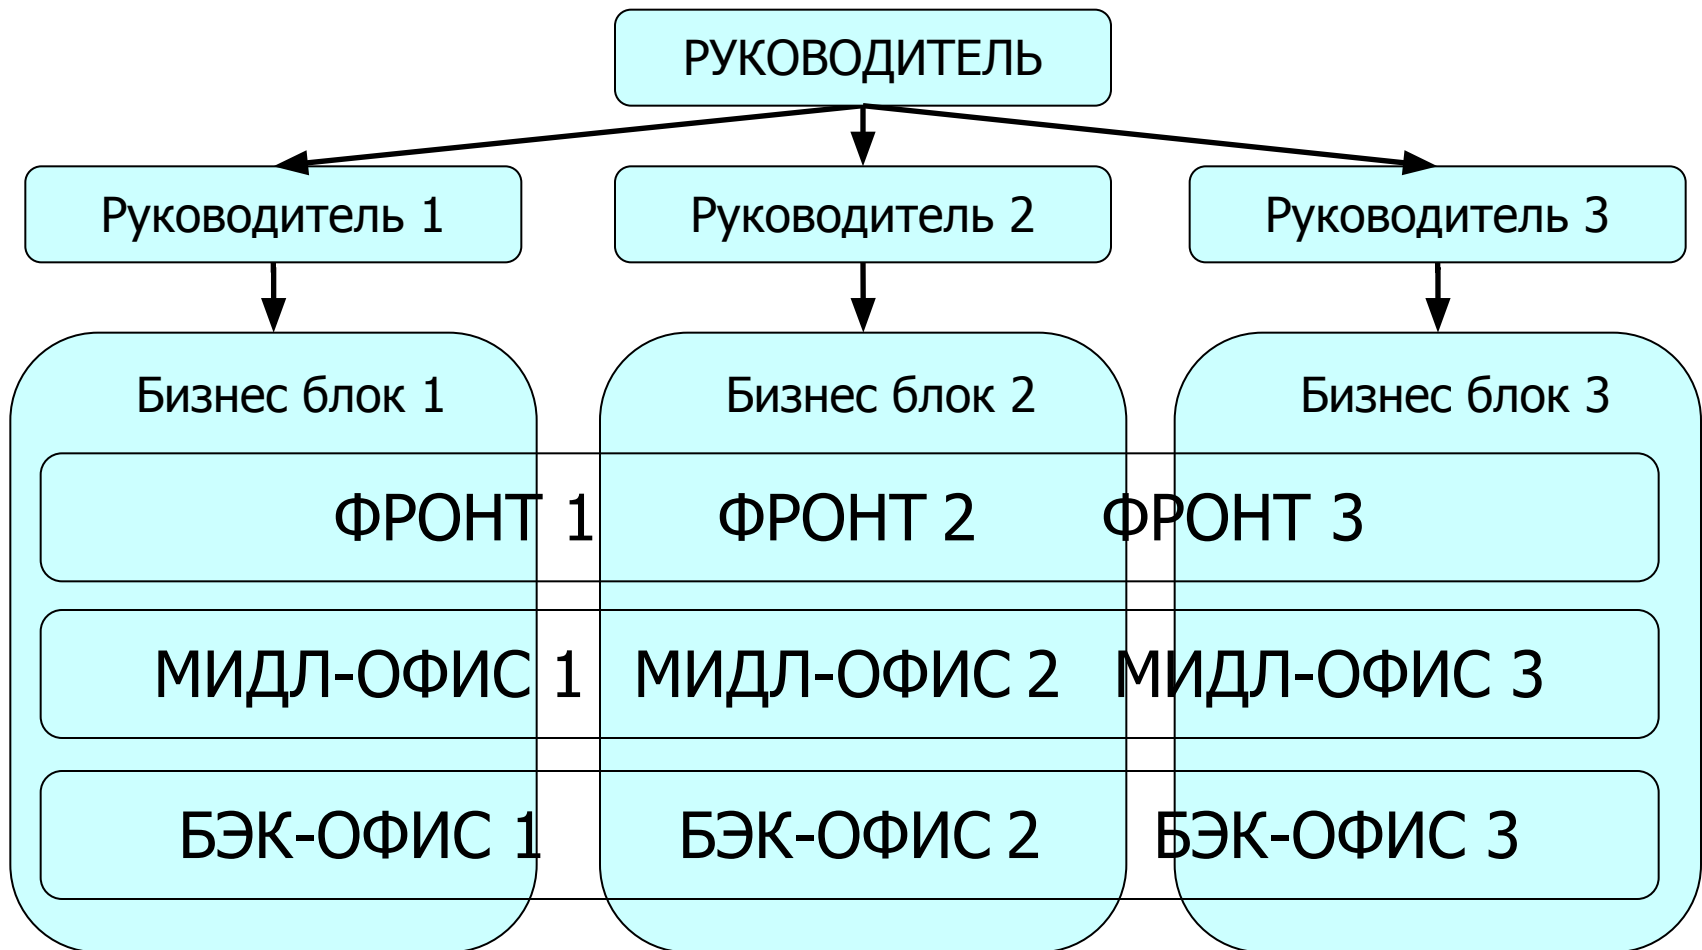 РУКОВОДИТЕЛЬ
Руководитель 1 Руководитель 2 Руководитель 3
Бизнес блок 1 Бизнес блок 2 Бизнес блок 3
ФРОНТ 1 ФРОНТ 2 ФРОНТ 3
МИДЛ-ОФИС 1 МИДЛ-ОФИС 2 МИДЛ-ОФИС 3
БЭК-ОФИС 1 БЭК-ОФИС 2 БЭК-ОФИС 3